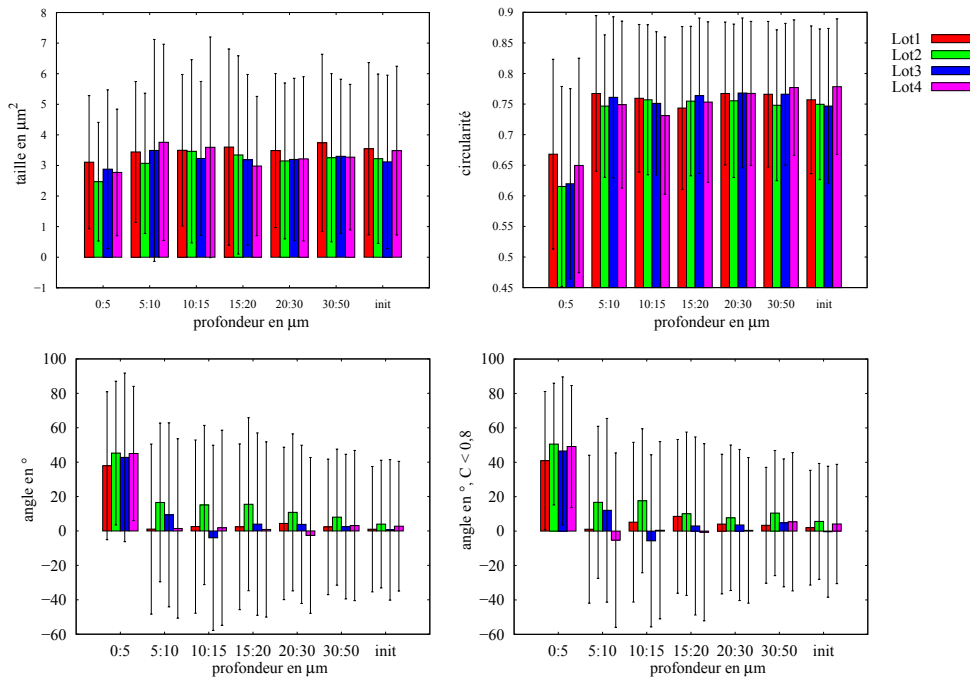 8
7
6
5
4
3
2
1
0
−1
taille en μm²
0:5 5:10 10:15 15:20 20:30 30:50 init
profondeur en μm
0.9
0.85
0.8
0.75
0.7
0.65
0.6
0.55
0.5
0.45
circularité
0:5 5:10 10:15 15:20 20:30 30:50 init
profondeur en μm
Lot1
Lot2
Lot3
Lot4
100
80
60
40
20
0
−20
−40
−60
angle en °
0:5 5:10 10:15 15:20 20:30 30:50 init
profondeur en μm
100
80
60
40
20
0
−20
−40
−60
angle en °, C < 0,8
0:5 5:10 10:15 15:20 20:30 30:50 init
profondeur en μm